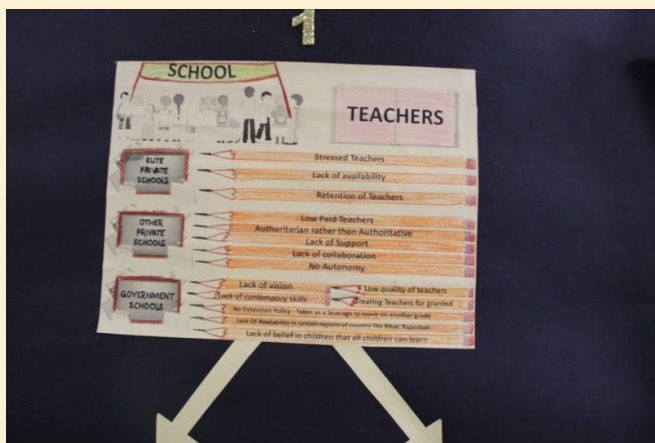 1
SCHOOL
TEACHERS
ELITE
PRIVATE
SCHOOLS
Stressed Teachers
Lack of availability
Retention of Teachers
OTHER
PRIVATE
SCHOOLS
Low Paid Teachers
Authoritarian rather than Authoritative
Lack of Support
Lack of collaboration
No Autonomy
GOVERNMENT
SCHOOLS
Lack of vision
Low quality of teachers
Lack of contempory skills
Treating Teachers for granted
No Detention Policy - Taken as a leverage to move on another grade
Lack Of Availability in certain regions of country like Bihar, Rajasthan
Lack of belief in children that all children can learn